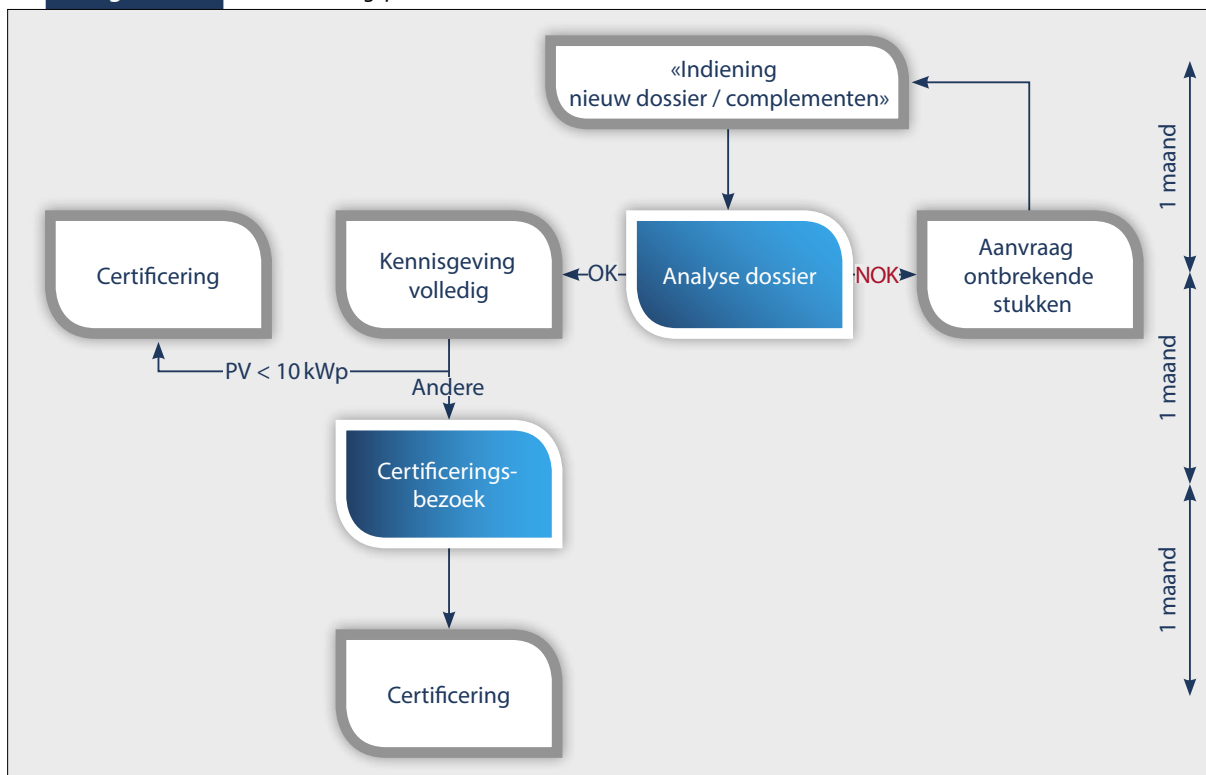 «Indiening
nieuw dossier / complementen»
1 maand
Certificering
Kennisgeving
volledig
OK
Analyse dossier
NOK
Aanvraag
ontbrekende
stukken
PV < 10 kWp
Andere
1 maand
Certificerings-
bezoek
1 maand
Certificering